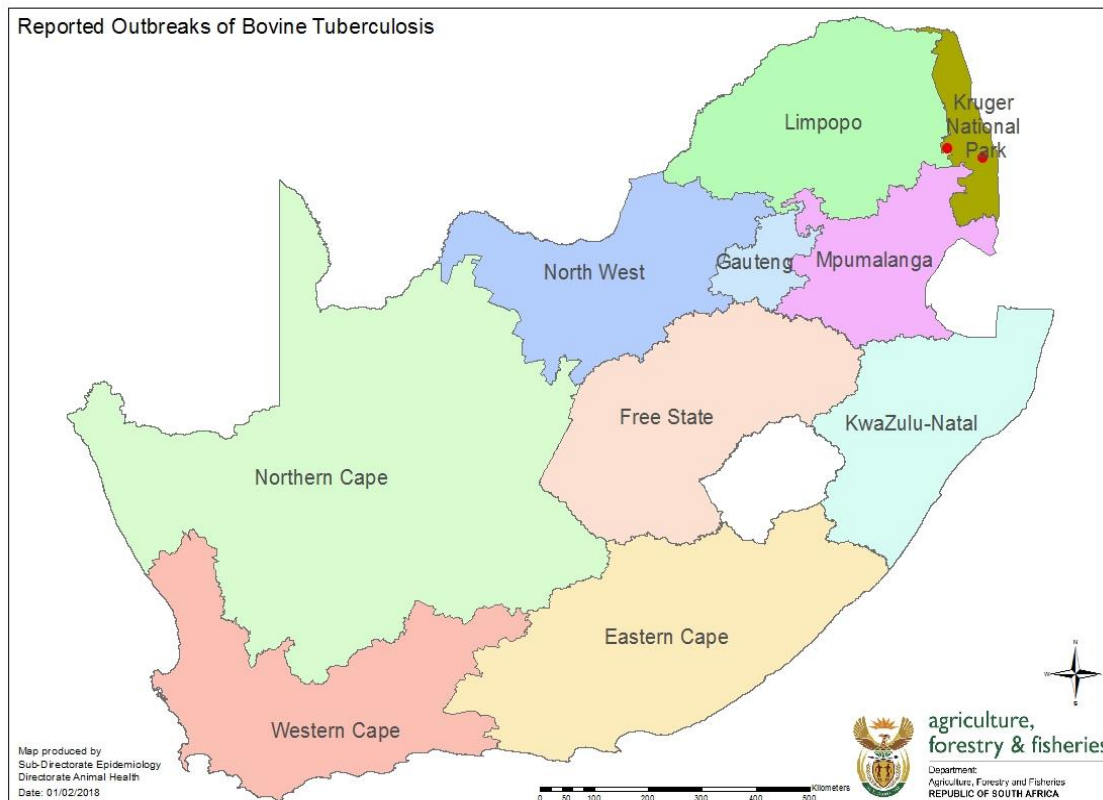 Reported Outbreaks of Bovine Tuberculosis
Limpopo
Kruger
National
Park
North West
Gauteng
Mpumalanga
Free State
KwaZulu-Natal
Northern Cape
Eastern Cape
Western Cape
N
W
S
Map produced by
Sub-Directorate Epidemiology
Directorate Animal Health
Date: 01/02/2018
Kilometers
0 50 100 200 300 400 500
agriculture,
forestry & fisheries
Department:
Agriculture, Forestry and Fisheries
REPUBLIC OF SOUTH AFRICA